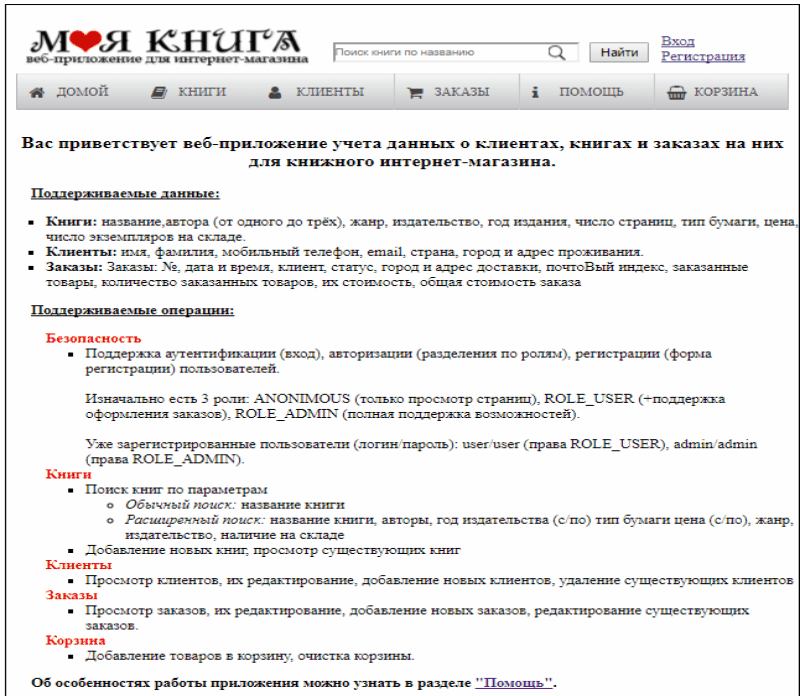 МОЯ КНИГА
веб-приложение для интернет-магазина
Поиск книги по названию
Найти
Вход
Регистрация
ДОМОЙ КНИГИ КЛИЕНТЫ ЗАКАЗЫ ПОМОЩЬ КОРЗИНА
Вас приветствует веб-приложение учета данных о клиентах, книгах и заказах на них
для книжного интернет-магазина.
Поддерживаемые данные:
Книги: название,автора (от одного до трёх), жанр, издательство, год издания, число страниц, тип бумаги, цена,
число экземпляров на складе.
Клиенты: имя, фамилия, мобильный телефон, email, страна, город и адрес проживания.
Заказы: Заказы: №, дата и время, клиент, статус, город и адрес доставки, почтоВый индекс, заказанные
товары, количество заказанных товаров, их стоимость, общая стоимость заказа
Поддерживаемые операции:
Безопасность
Поддержка аутентификации (вход), авторизации (разделения по ролям), регистрации (форма
регистрации) пользователей.
Изначально есть 3 роли: ANONIMOUS (только просмотр страниц), ROLE_USER (+поддержка
оформления заказов), ROLE_ADMIN (полная поддержка возможностей).
Уже зарегистрированные пользователи (логин/пароль): user/user (права ROLE_USER), admin/admin
(права ROLE_ADMIN).
Книги
Поиск книг по параметрам
Обычный поиск: название книги
Расширенный поиск: название книги, авторы, год издательства (с/по) тип бумаги цена (с/по), жанр,
издательство, наличие на складе
Добавление новых книг, просмотр существующих книг
Клиенты
Просмотр клиентов, их редактирование, добавление новых клиентов, удаление существующих клиентов
Заказы
Просмотр заказов, их редактирование, добавление новых заказов, редактирование существующих
заказов.
Корзина
Добавление товаров в корзину, очистка корзины.
Об особенностях работы приложения можно узнать в разделе "Помощь".